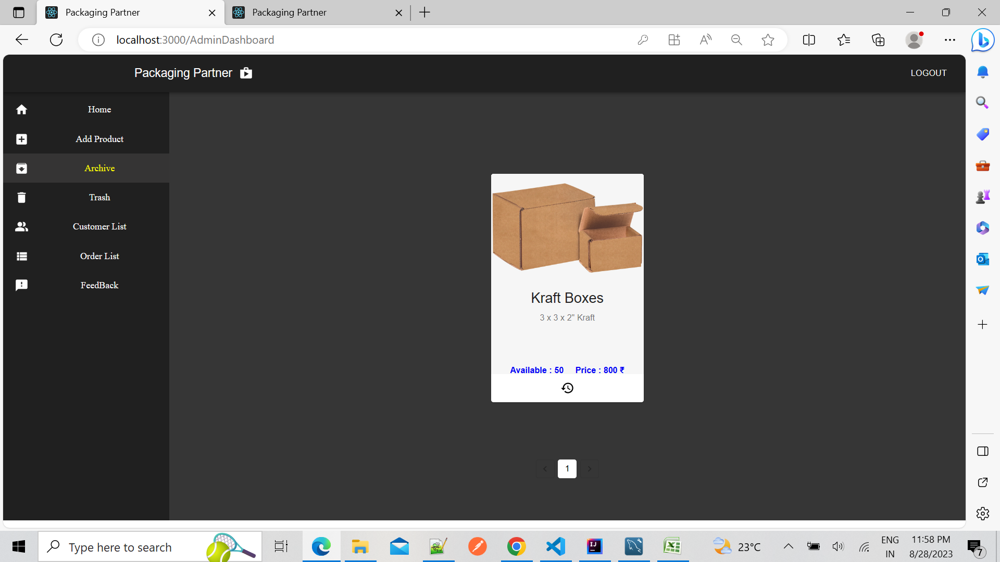 Packaging Partner
Packaging Partner
localhost:3000/AdminDashboard
Packaging Partner
LOGOUT
Home
Add Product
Archive
Trash
Customer List
Order List
FeedBack
Kraft Boxes
3 x 3 x 2" Kraft
Available : 50 Price : 800 ₹
1
Type here to search
23°C
ENG
IN
11:58 PM
8/28/2023
7